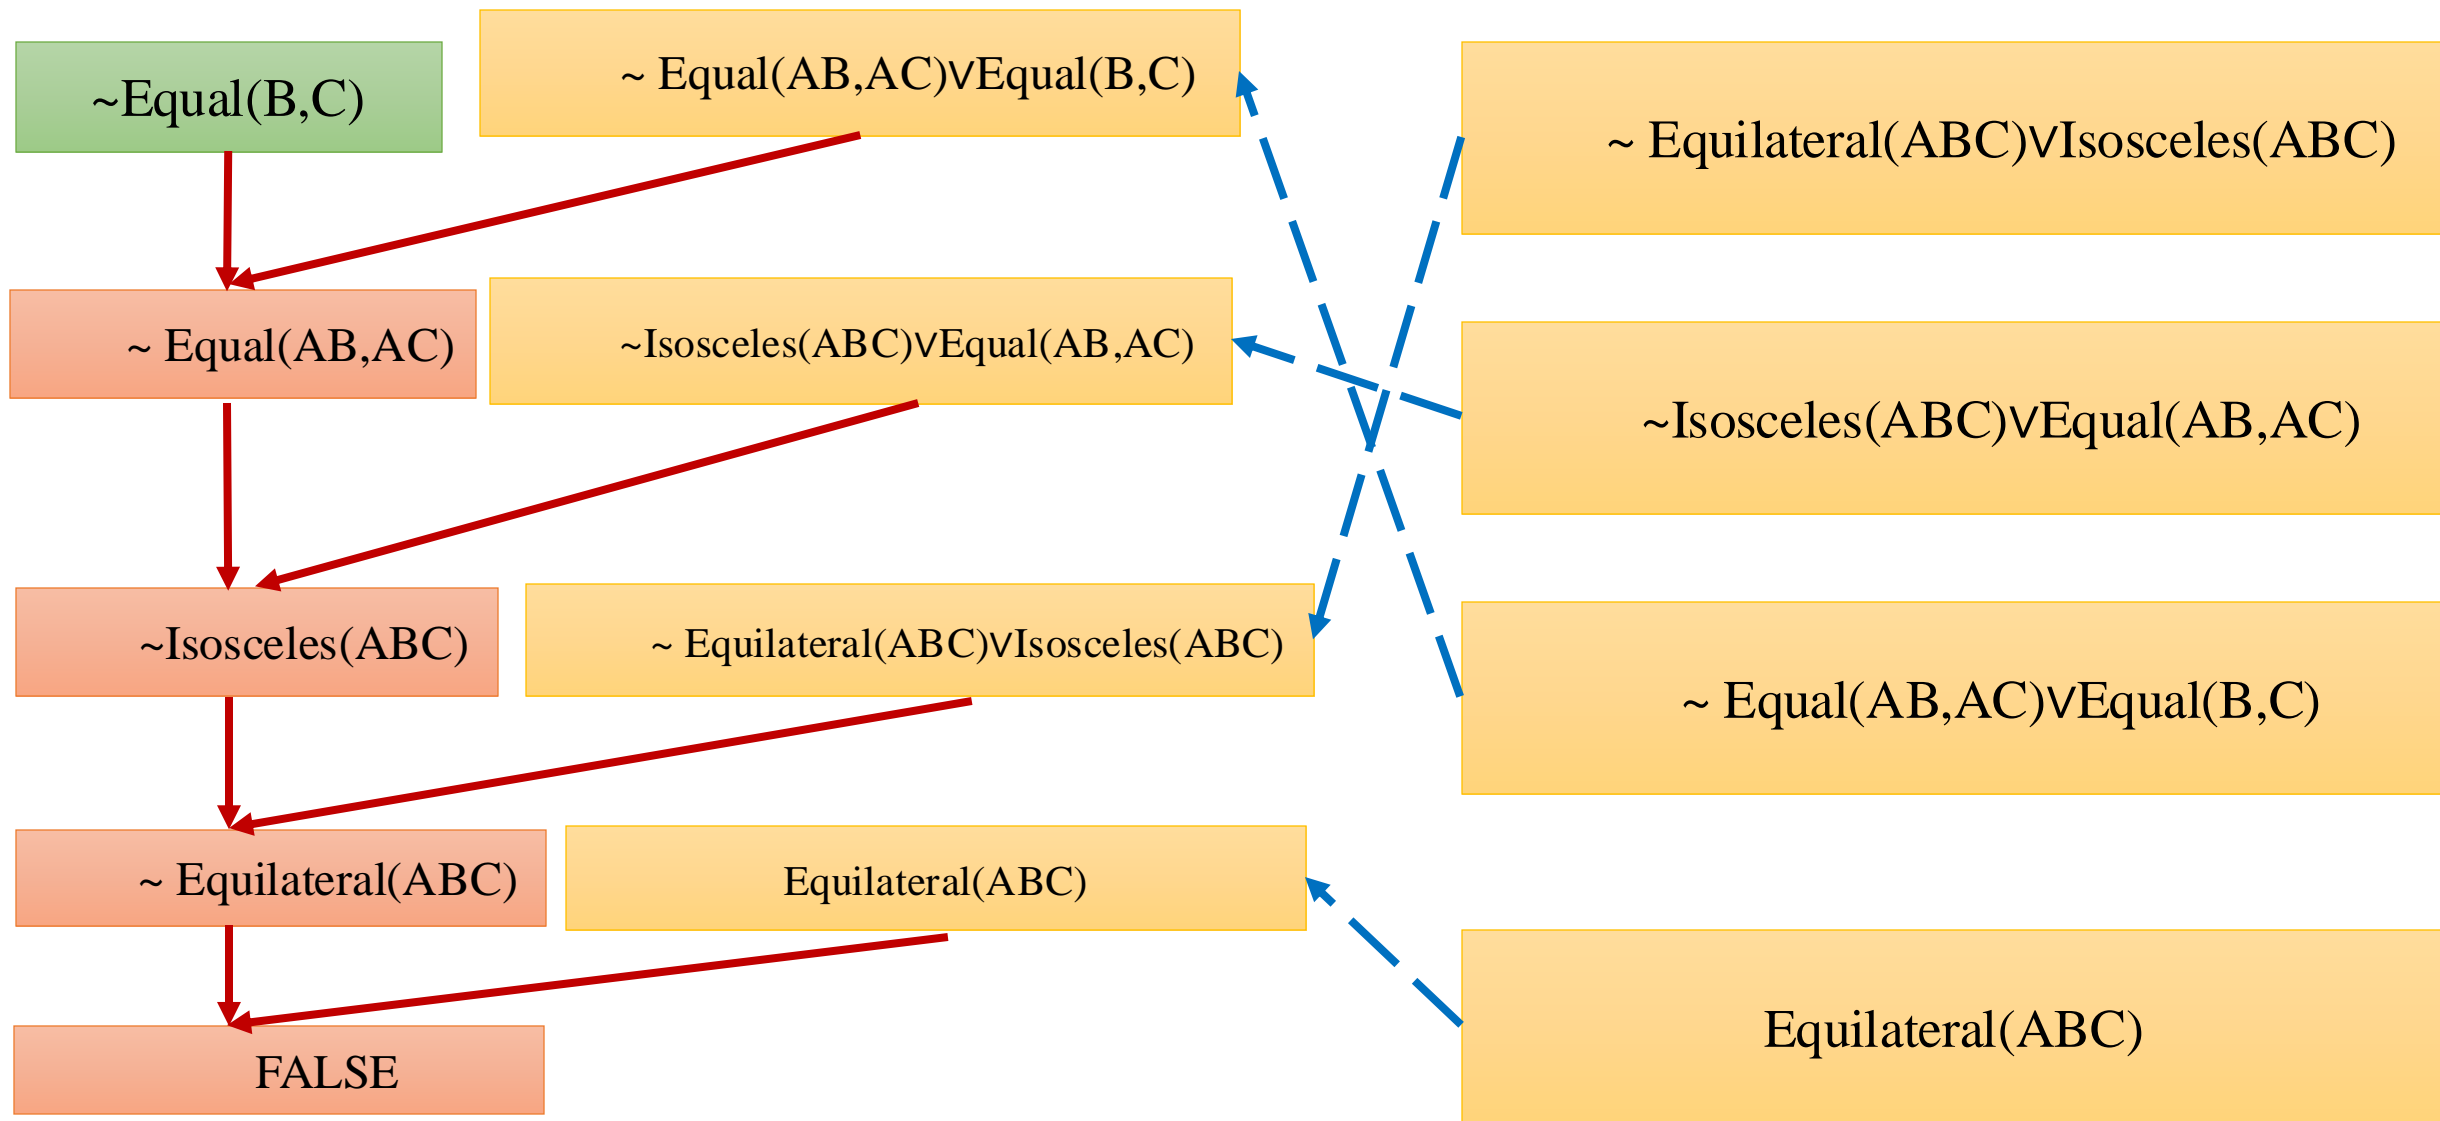 ~Equal(B,C)
~ Equal(AB,AC)∨Equal(B,C)
~ Equilateral(ABC)∨Isosceles(ABC)
~ Equal(AB,AC)
~Isosceles(ABC)∨Equal(AB,AC)
~Isosceles(ABC)∨Equal(AB,AC)
~Isosceles(ABC)
~ Equilateral(ABC)∨Isosceles(ABC)
~ Equal(AB,AC)∨Equal(B,C)
~ Equilateral(ABC)
Equilateral(ABC)
Equilateral(ABC)
FALSE